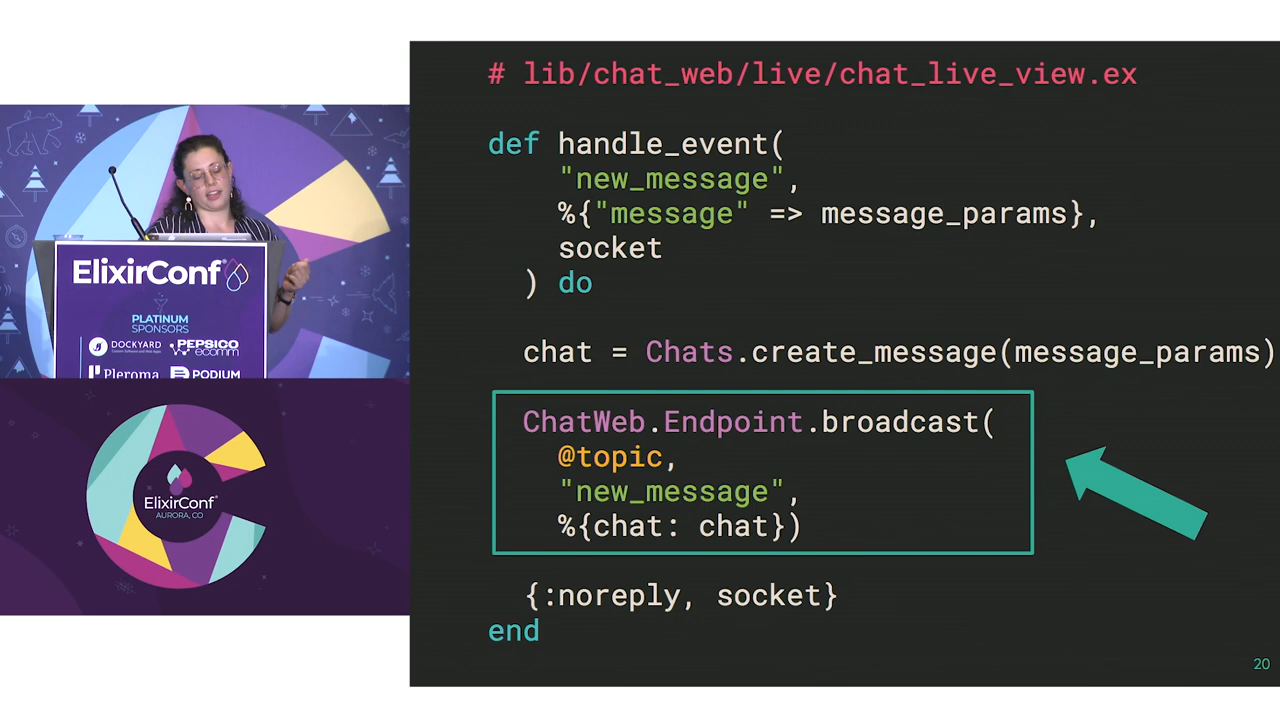 # lib/chat_web/live/chat_live_view.ex
def handle_event(
"new_message",
%{"message" => message_params},
socket
) do
chat = Chats.create_message(message_params)
ChatWeb.Endpoint.broadcast(
@topic,
"new_message",
%{chat: chat})
{:noreply, socket}
end
20
ElixirConf
PLATINUM
SPONSORS
DOCKYARD
PEPSICO
ecomm
Pleroma
PODIUM
ElixirConf
AURORA, CO